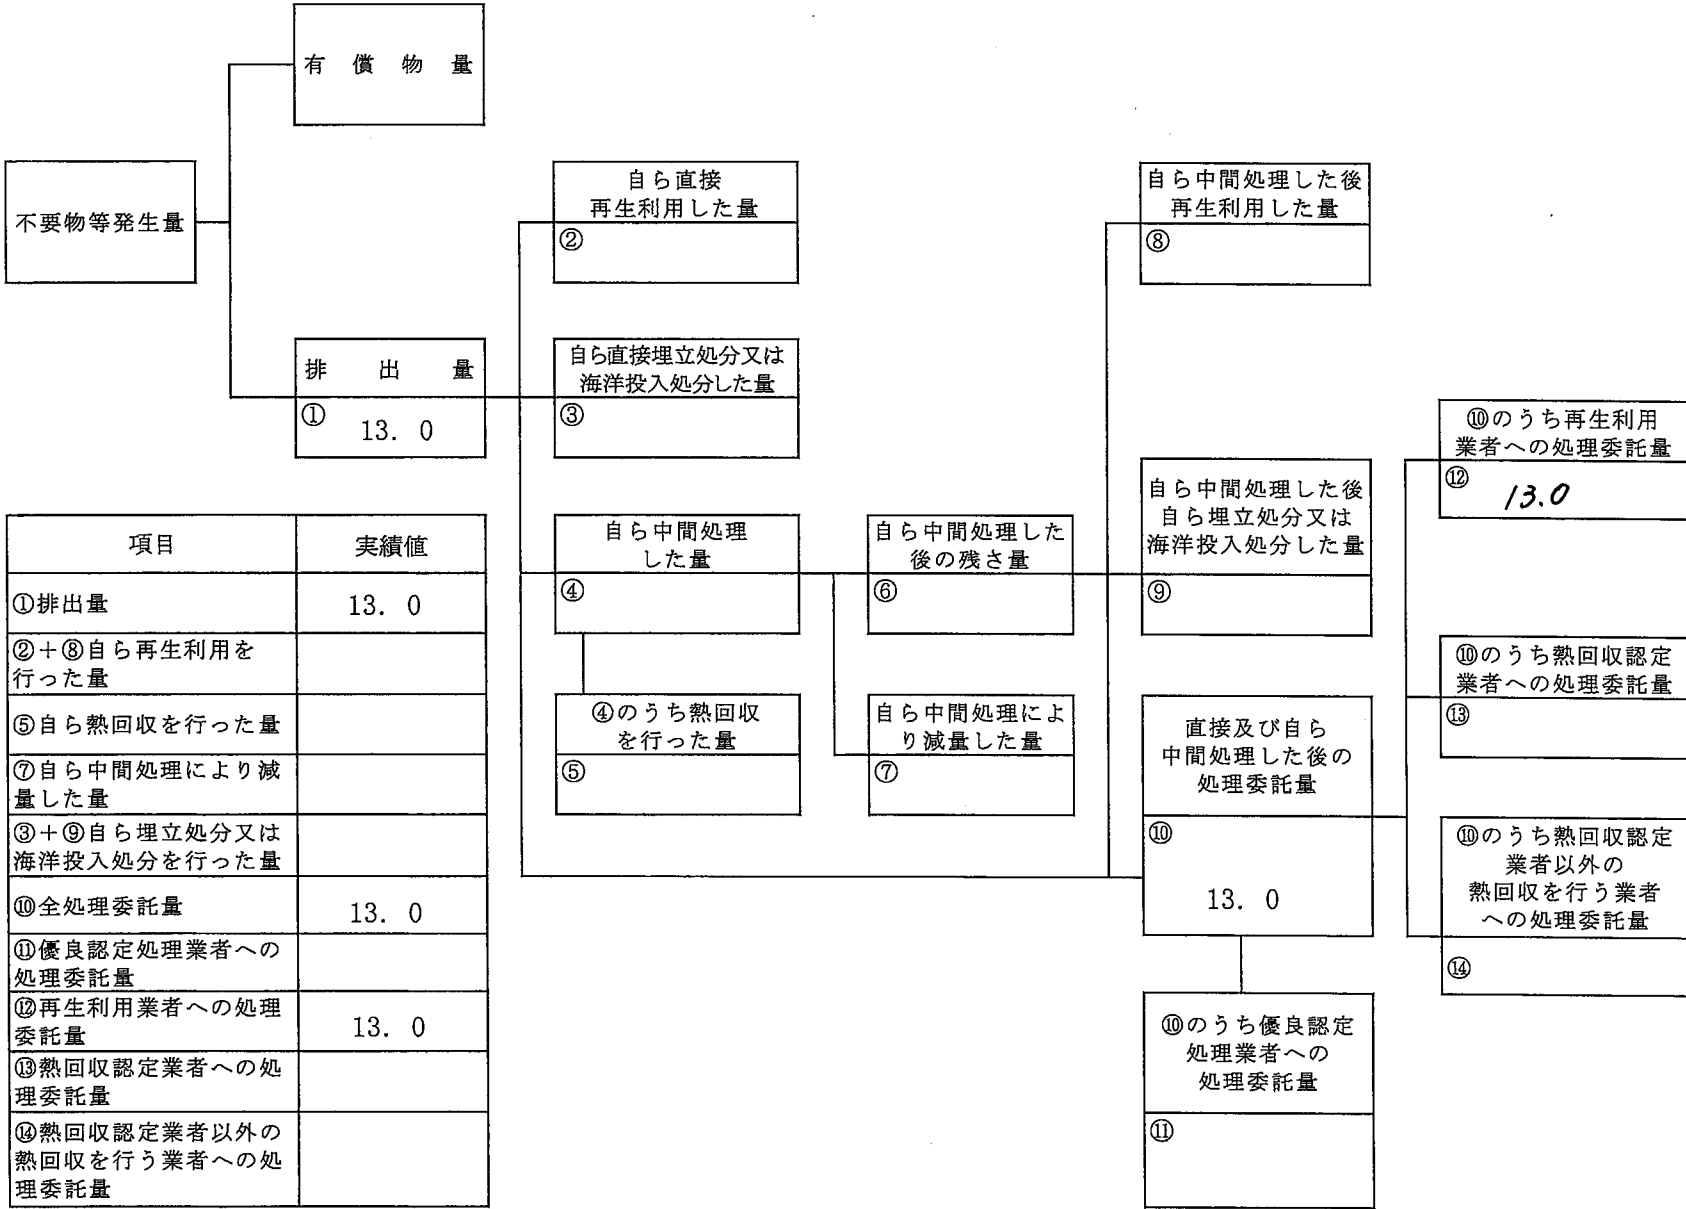 有償物量
不要物等発生量
排出量
①
13. 0
自ら直接
再生利用した量
②
自ら直接埋立処分又は
海洋投入処分した量
③
自ら中間処理
した量
④
④のうち熱回収
を行った量
⑤
自ら中間処理した
後の残さ量
⑥
自ら中間処理によ
り減量した量
⑦
自ら中間処理した後
再生利用した量
⑧
自ら中間処理した後
自ら埋立処分又は
海洋投入処分した量
⑨
直接及び自ら
中間処理した後の
処理委託量
⑩
13. 0
⑩のうち優良認定
処理業者への
処理委託量
⑪
⑩のうち再生利用
業者への処理委託量
⑫
13.0
⑩のうち熱回収認定
業者への処理委託量
⑬
⑩のうち熱回収認定
業者以外の
熱回収を行う業者
への処理委託量
⑭
項目 実績値
①排出量 13. 0
②+⑧自ら再生利用を
行った量
⑤自ら熱回収を行った量
⑦自ら中間処理により減
量した量
③+⑨自ら埋立処分又は
海洋投入処分を行った量
⑩全処理委託量 13. 0
⑪優良認定処理業者への
処理委託量
⑫再生利用業者への処理
委託量 13. 0
⑬熱回収認定業者への処
理委託量
⑭熱回収認定業者以外の
熱回収を行う業者への処
理委託量